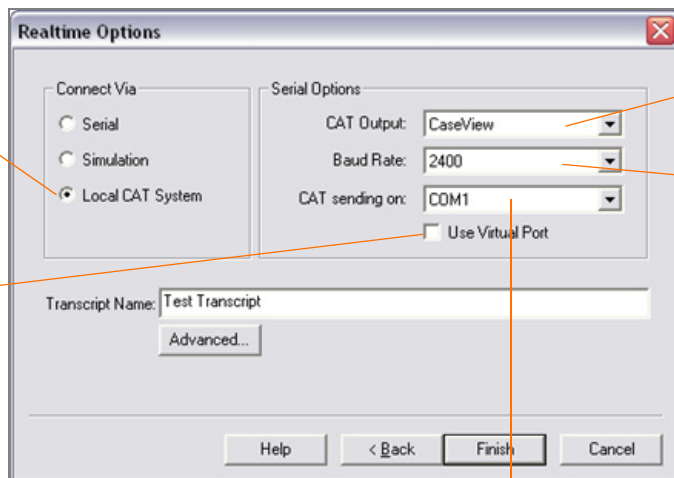 Realtime Options
Connect Via
Serial
Simulation
Local CAT System
Serial Options
CAT Output: CaseView
Baud Rate: 2400
CAT sending on: COM1
Use Virtual Port
Transcript Name: Test Transcript
Advanced...
Help < Back Finish Cancel